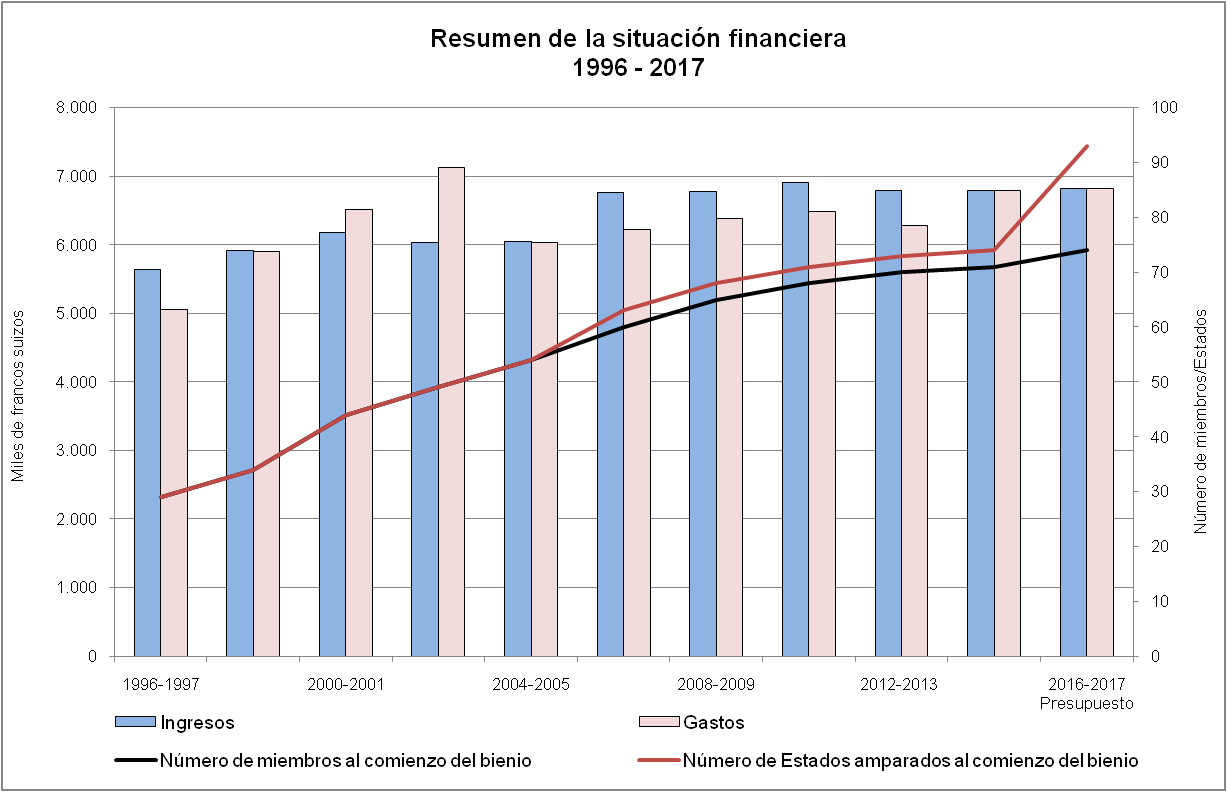 Resumen de la situación financiera
1996 - 2017
Miles de francos suizos
8.000
7.000
6.000
5.000
4.000
3.000
2.000
1.000
0
100
90
80
70
60
50
40
30
20
10
0
Número de miembros/Estados
1996-1997
2000-2001
2004-2005
2008-2009
2012-2013
2016-2017
Presupuesto
Ingresos
Gastos
Número de miembros al comienzo del bienio
Número de Estados amparados al comienzo del bienio